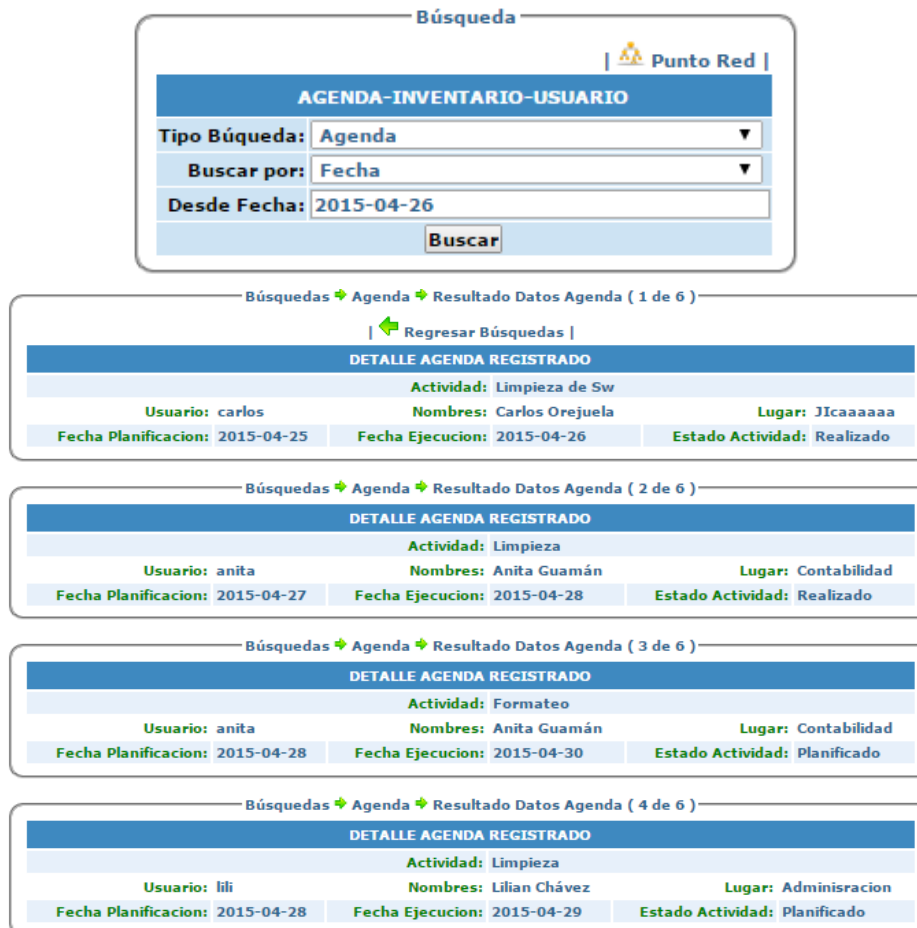 Búsqueda
| Punto Red |
AGENDA-INVENTARIO-USUARIO
Tipo Búqueda: Agenda
Buscar por: Fecha
Desde Fecha: 2015-04-26
Buscar
Búsquedas Agenda Resultado Datos Agenda ( 1 de 6 )
| Regresar Búsquedas |
DETALLE AGENDA REGISTRADO
Actividad: Limpieza de Sw
Usuario: carlos Nombres: Carlos Orejuela Lugar: JIcaaaaaa
Fecha Planificacion: 2015-04-25 Fecha Ejecucion: 2015-04-26 Estado Actividad: Realizado
Búsquedas Agenda Resultado Datos Agenda ( 2 de 6 )
DETALLE AGENDA REGISTRADO
Actividad: Limpieza
Usuario: anita Nombres: Anita Guamán Lugar: Contabilidad
Fecha Planificacion: 2015-04-27 Fecha Ejecucion: 2015-04-28 Estado Actividad: Realizado
Búsquedas Agenda Resultado Datos Agenda ( 3 de 6 )
DETALLE AGENDA REGISTRADO
Actividad: Formateo
Usuario: anita Nombres: Anita Guamán Lugar: Contabilidad
Fecha Planificacion: 2015-04-28 Fecha Ejecucion: 2015-04-30 Estado Actividad: Planificado
Búsquedas Agenda Resultado Datos Agenda ( 4 de 6 )
DETALLE AGENDA REGISTRADO
Actividad: Limpieza
Usuario: lili Nombres: Lilian Chávez Lugar: Adminisracion
Fecha Planificacion: 2015-04-28 Fecha Ejecucion: 2015-04-29 Estado Actividad: Planificado